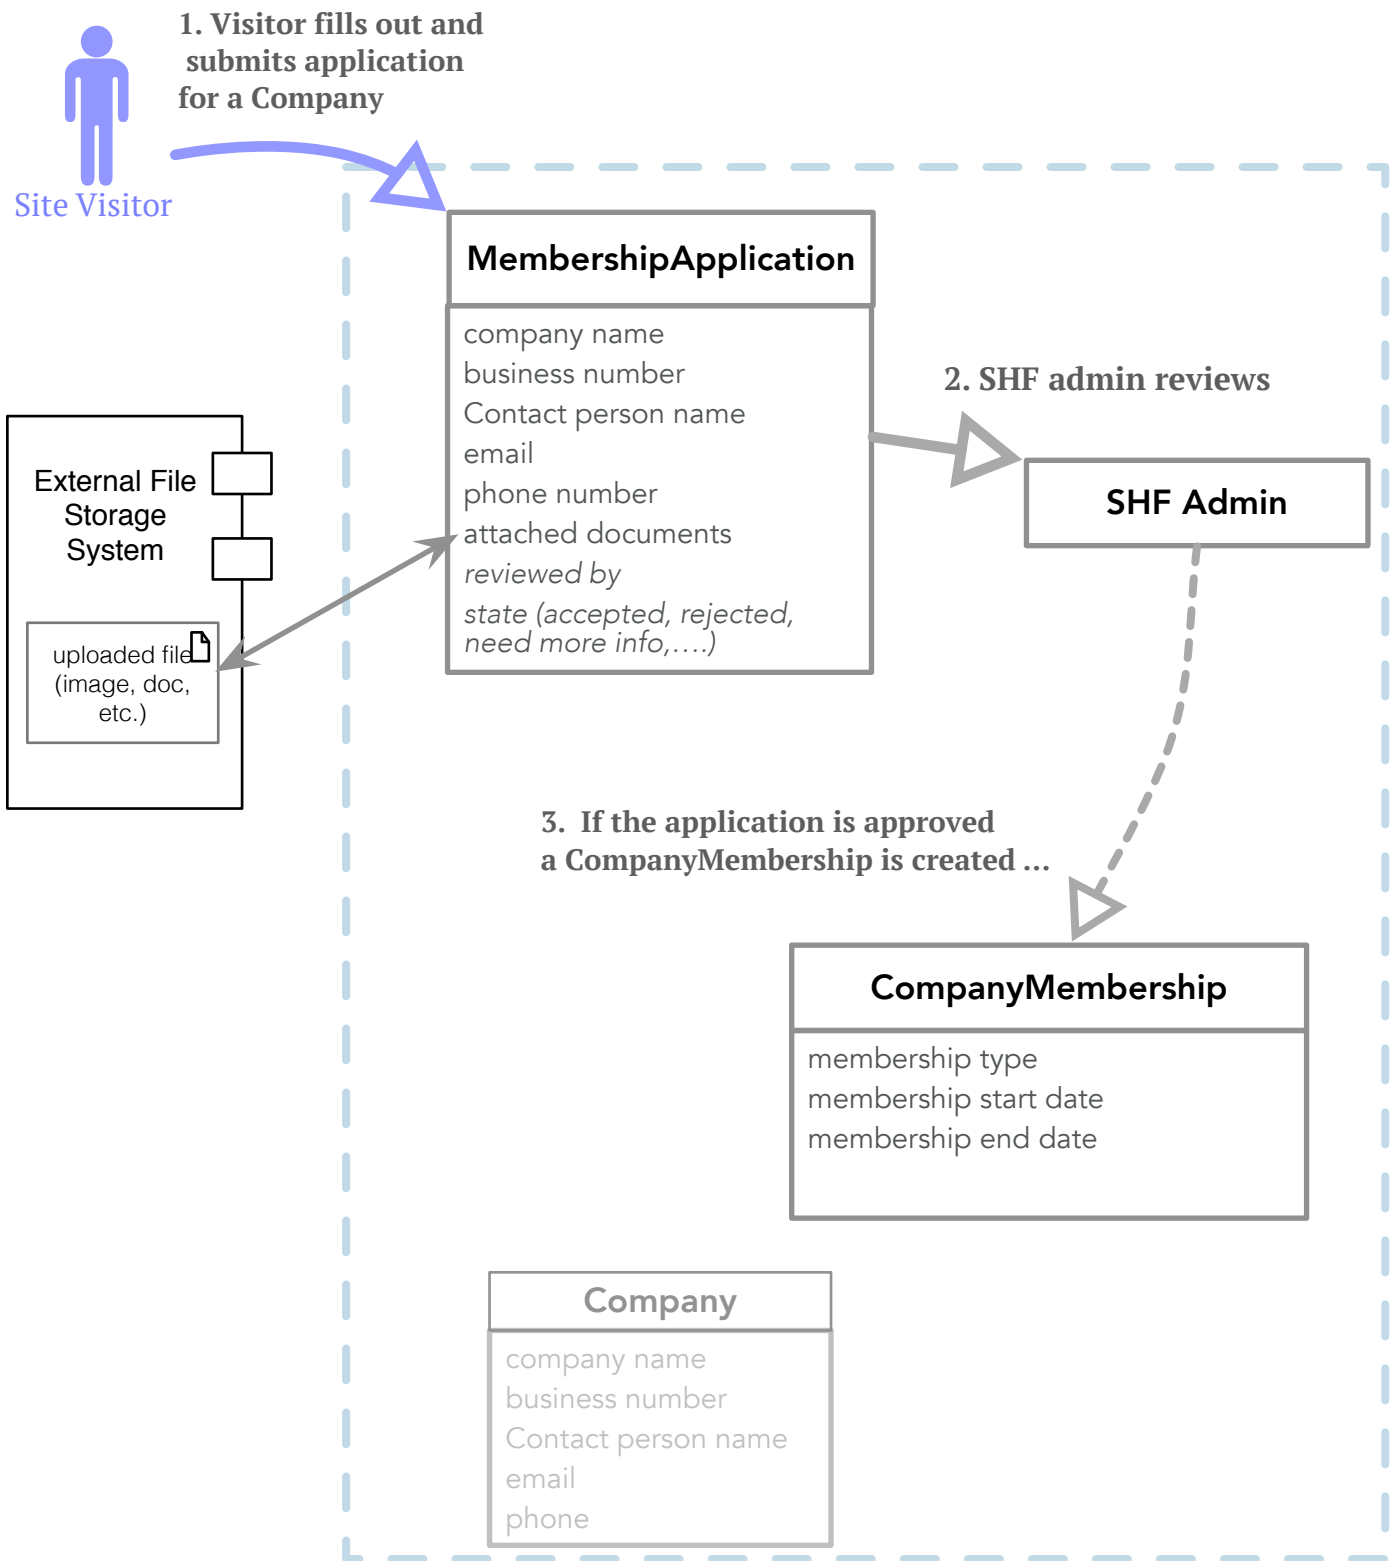 1. Visitor fills out and
submits application
for a Company
Site Visitor
MembershipApplication
company name
business number
Contact person name
email
phone number
attached documents
reviewed by
state (accepted, rejected,
need more info,....)
2. SHF admin reviews
SHF Admin
External File
Storage
System
uploaded file
(image, doc,
etc.)
3. If the application is approved
a CompanyMembership is created ...
CompanyMembership
membership type
membership start date
membership end date
Company
company name
business number
Contact person name
email
phone